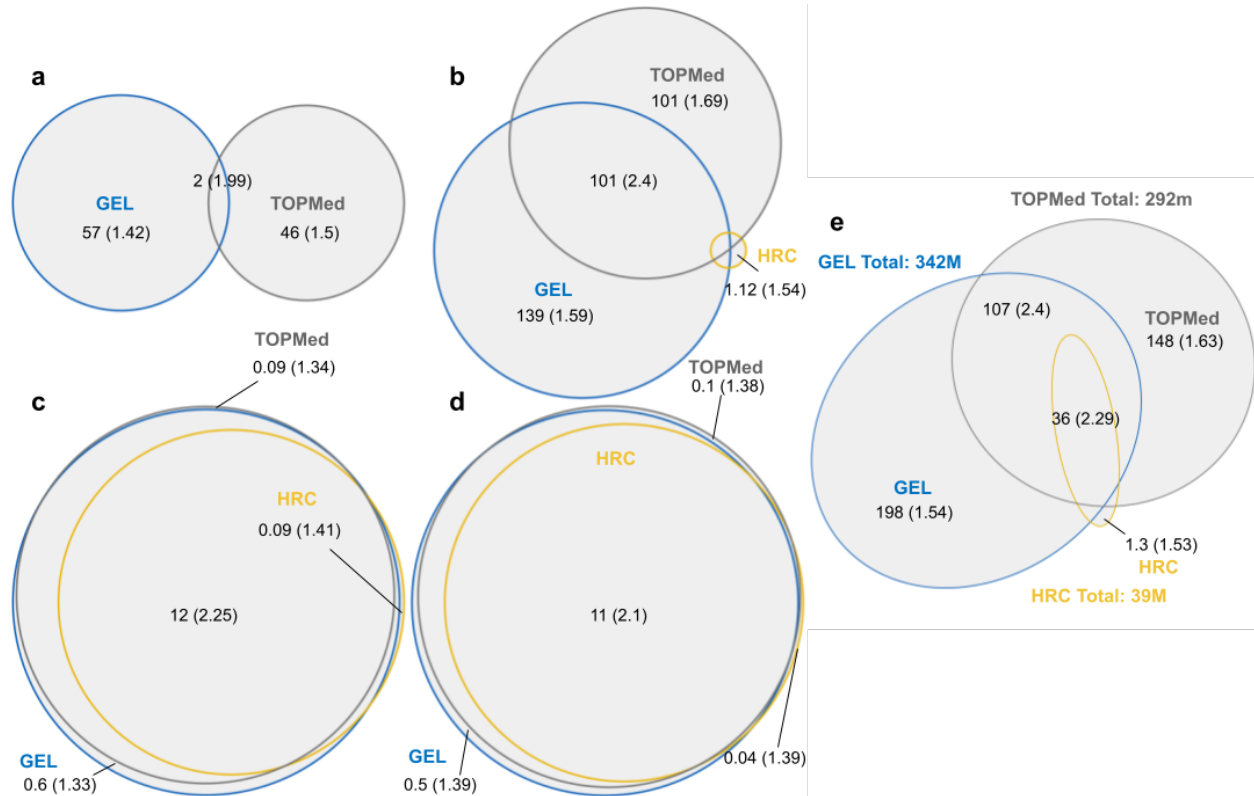 a
GEL
57 (1.42)
2 (1.99)
TOPMed
46 (1.5)
b
TOPMed
101 (1.69)
101 (2.4)
GEL
139 (1.59)
HRC
1.12 (1.54)
c
TOPMed
0.09 (1.34)
HRC
0.09 (1.41)
12 (2.25)
GEL
0.6 (1.33)
d
TOPMed
0.1 (1.38)
HRC
11 (2.1)
GEL
0.5 (1.39)
0.04 (1.39)
e
TOPMed Total: 292m
GEL Total: 342M
107 (2.4)
TOPMed
148 (1.63)
36 (2.29)
GEL
198 (1.54)
1.3 (1.53)
HRC
HRC Total: 39M